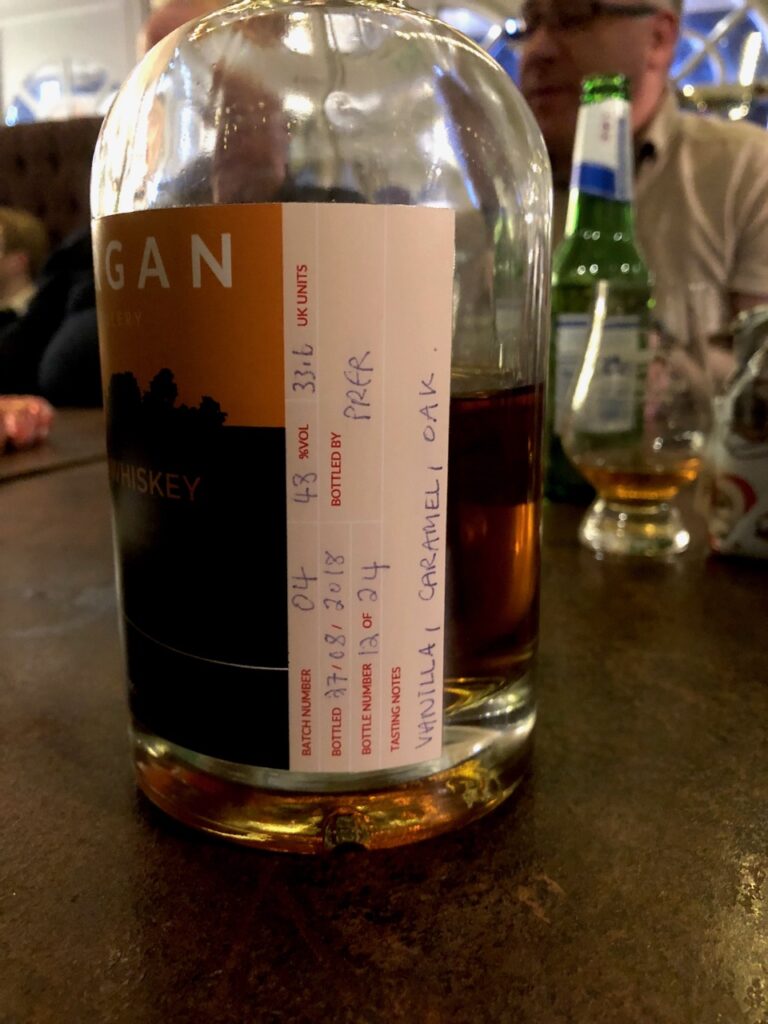 GAN
WHISKEY
BATCH NUMBER 04 43 %VOL 33.6 UK UNITS
BOTTLED 27/08/2018 BOTTLED BY
BOTTLE NUMBER 12 OF 24
TASTING NOTES
VANILLA, CARAMEL, OAK.